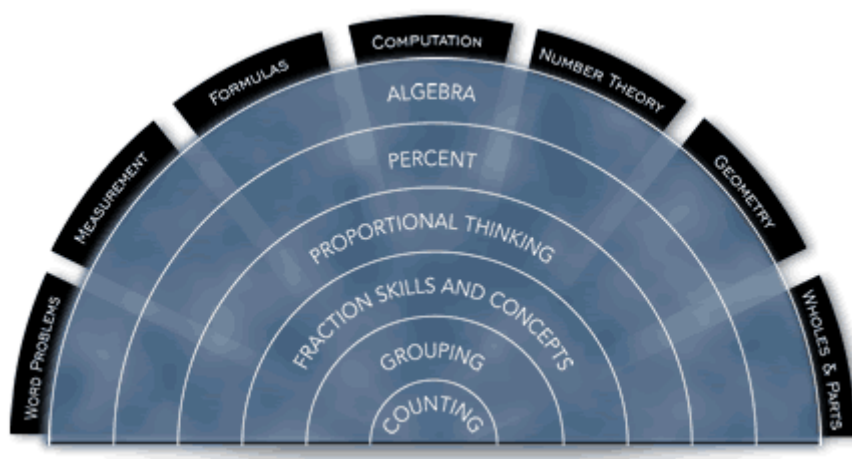 WORD PROBLEMS
MEASUREMENT
FORMULAS
COMPUTATION
NUMBER THEORY
GEOMETRY
WHOLES & PARTS
ALGEBRA
PERCENT
PROPORTIONAL THINKING
FRACTION SKILLS AND CONCEPTS
GROUPING
COUNTING